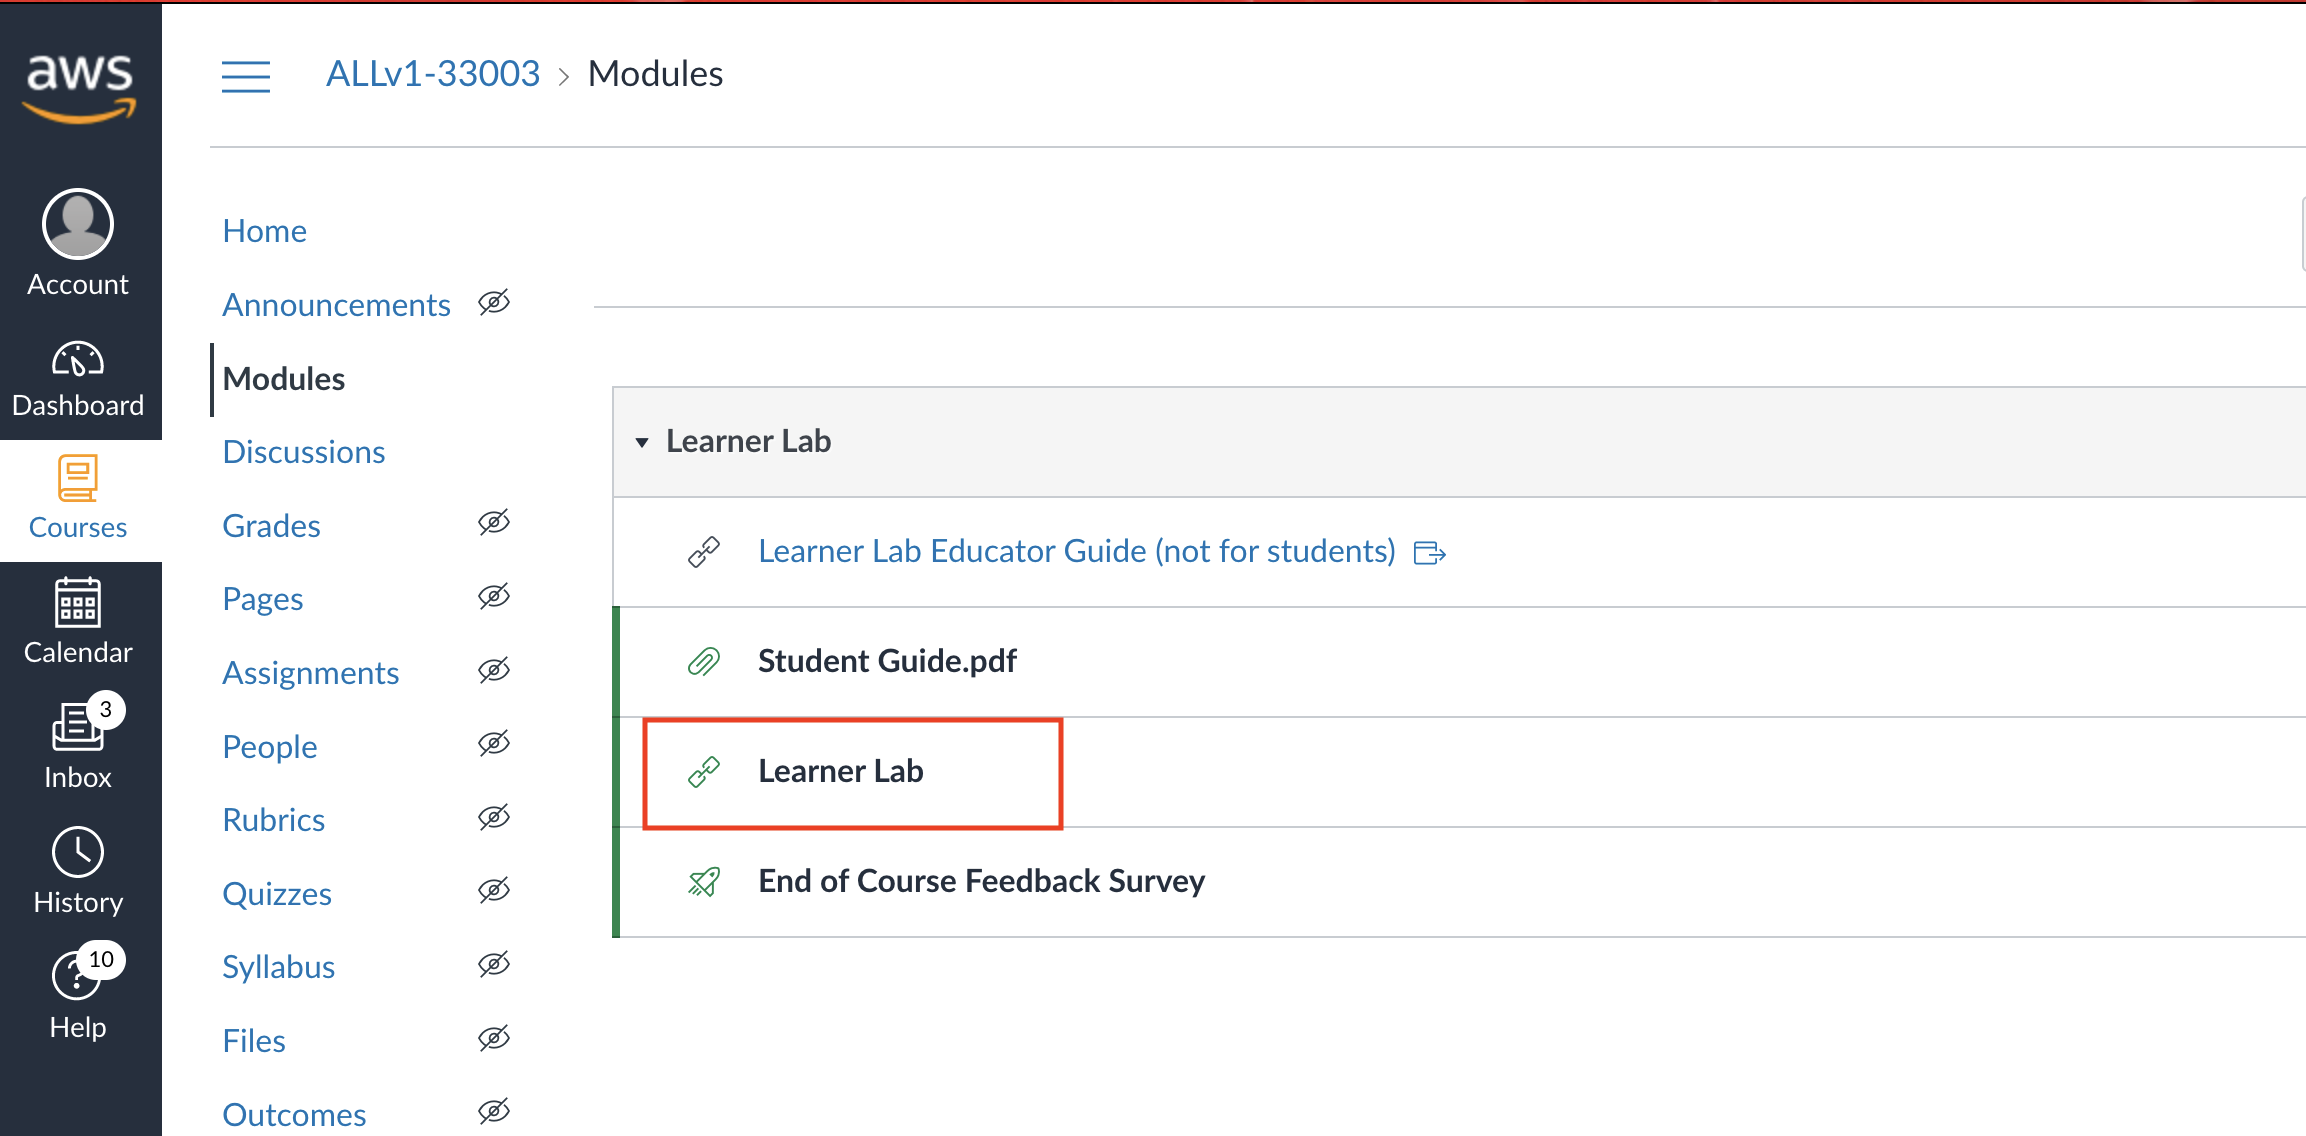 aws
ALLv1-33003 > Modules
Account
Dashboard
Courses
Calendar
3
Inbox
History
10
Help
Home
Announcements
Modules
Discussions
Grades
Pages
Assignments
People
Rubrics
Quizzes
Syllabus
Files
Outcomes
Learner Lab
Learner Lab Educator Guide (not for students)
Student Guide.pdf
Learner Lab
End of Course Feedback Survey